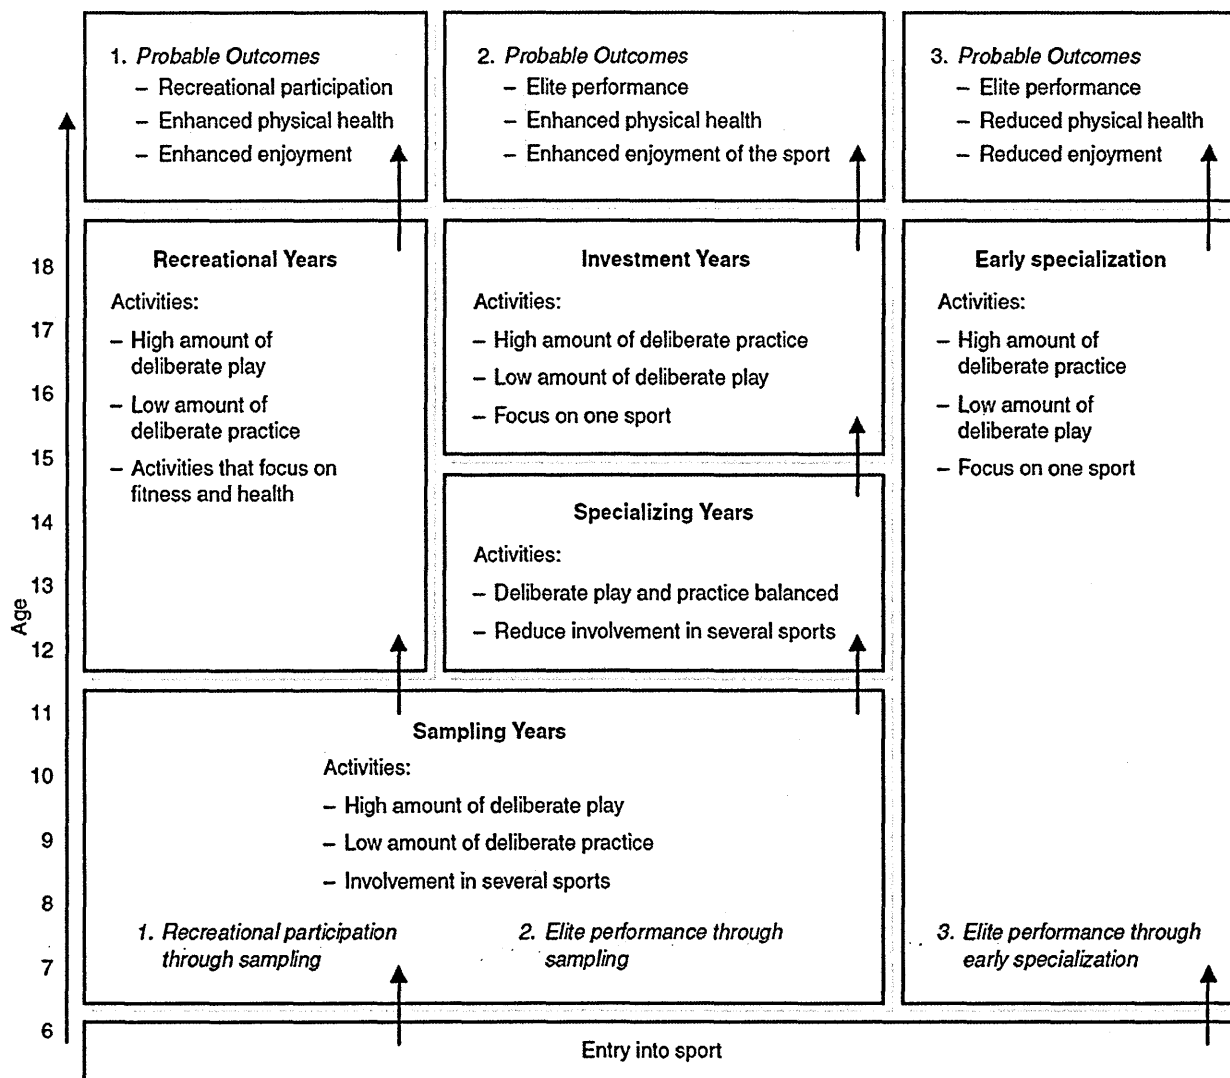 1. Probable Outcomes
– Recreational participation
– Enhanced physical health
– Enhanced enjoyment
2. Probable Outcomes
– Elite performance
– Enhanced physical health
– Enhanced enjoyment of the sport
3. Probable Outcomes
– Elite performance
– Reduced physical health
– Reduced enjoyment
Recreational Years
Activities:
– High amount of
deliberate play
– Low amount of
deliberate practice
– Activities that focus on
fitness and health
Investment Years
Activities:
– High amount of deliberate practice
– Low amount of deliberate play
– Focus on one sport
Specializing Years
Activities:
– Deliberate play and practice balanced
– Reduce involvement in several sports
Early specialization
Activities:
– High amount of
deliberate practice
– Low amount of
deliberate play
– Focus on one sport
Sampling Years
Activities:
– High amount of deliberate play
– Low amount of deliberate practice
– Involvement in several sports
1. Recreational participation
through sampling
2. Elite performance through
sampling
3. Elite performance through
early specialization
Entry into sport
Age
18
17
16
15
14
13
12
11
10
9
8
7
6